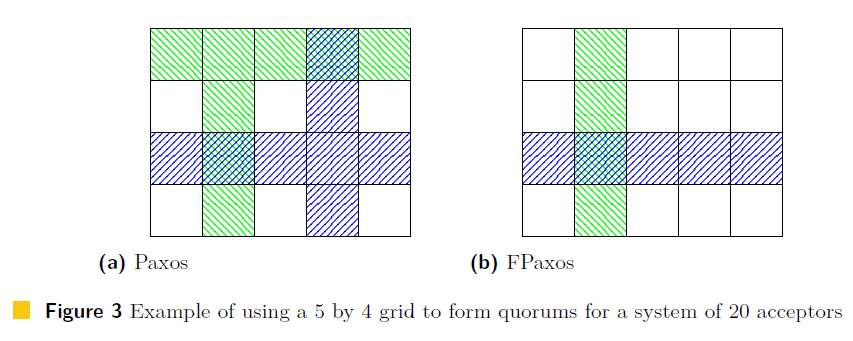 (a) Paxos
(b) FPaxos
Figure 3 Example of using a 5 by 4 grid to form quorums for a system of 20 acceptors